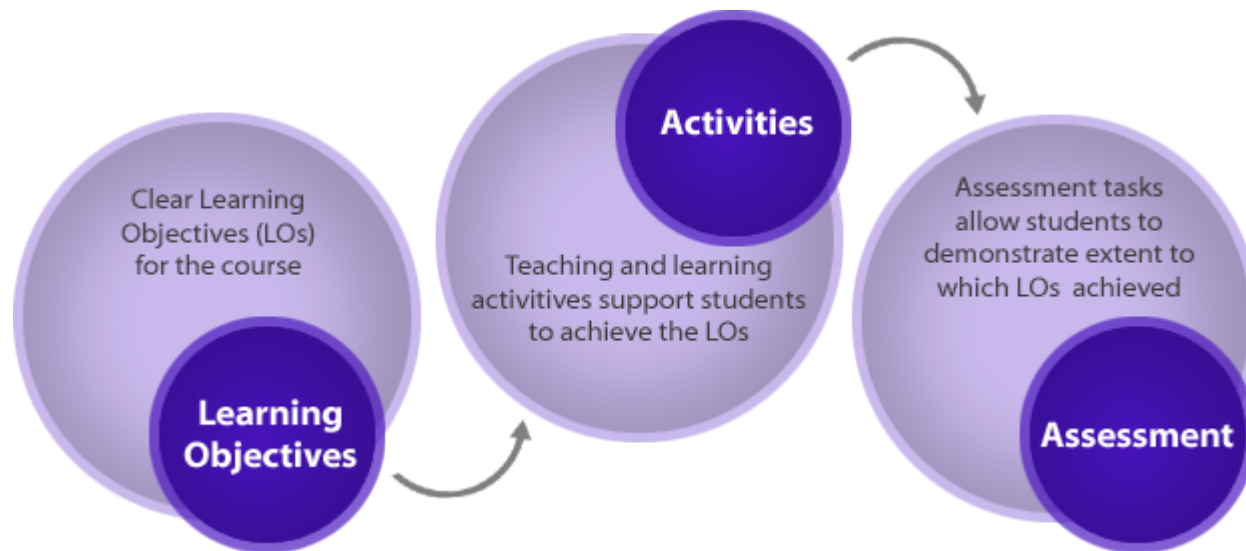 Clear Learning
Objectives (LOs)
for the course
Learning
Objectives
Activities
Teaching and learning
activitives support students
to achieve the LOs
Assessment tasks
allow students to
demonstrate extent to
which LOs achieved
Assessment